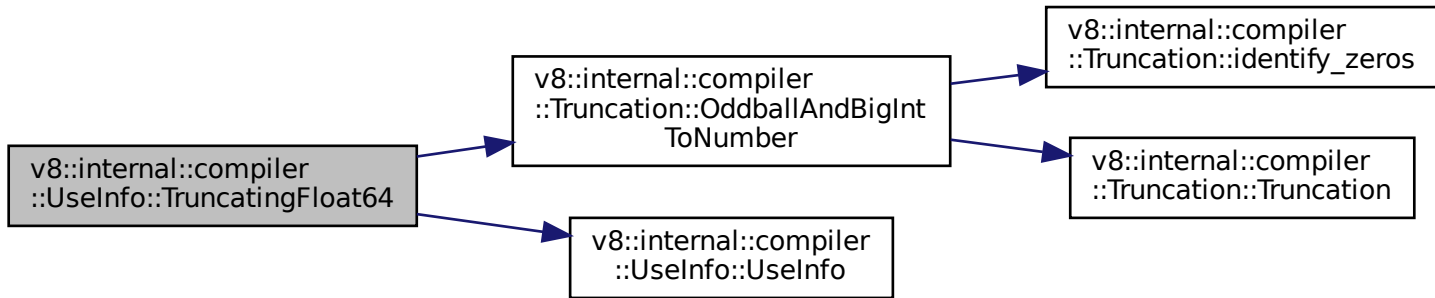 v8::internal::compiler
::UseInfo::TruncatingFloat64
v8::internal::compiler
::Truncation::OddballAndBigInt
ToNumber
v8::internal::compiler
::Truncation::identify_zeros
v8::internal::compiler
::Truncation::Truncation
v8::internal::compiler
::UseInfo::UseInfo